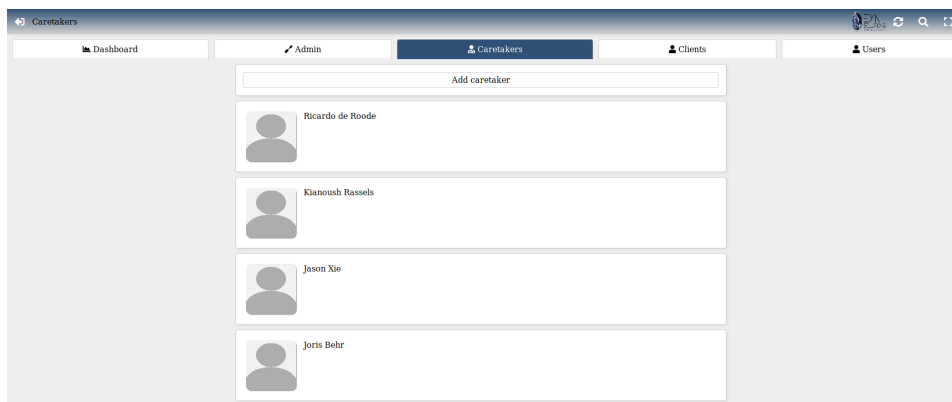 Caretakers
Dashboard
Admin
Caretakers
Clients
Users
Add caretaker
Ricardo de Roode
Kianoush Rassels
Jason Xie
Joris Behr